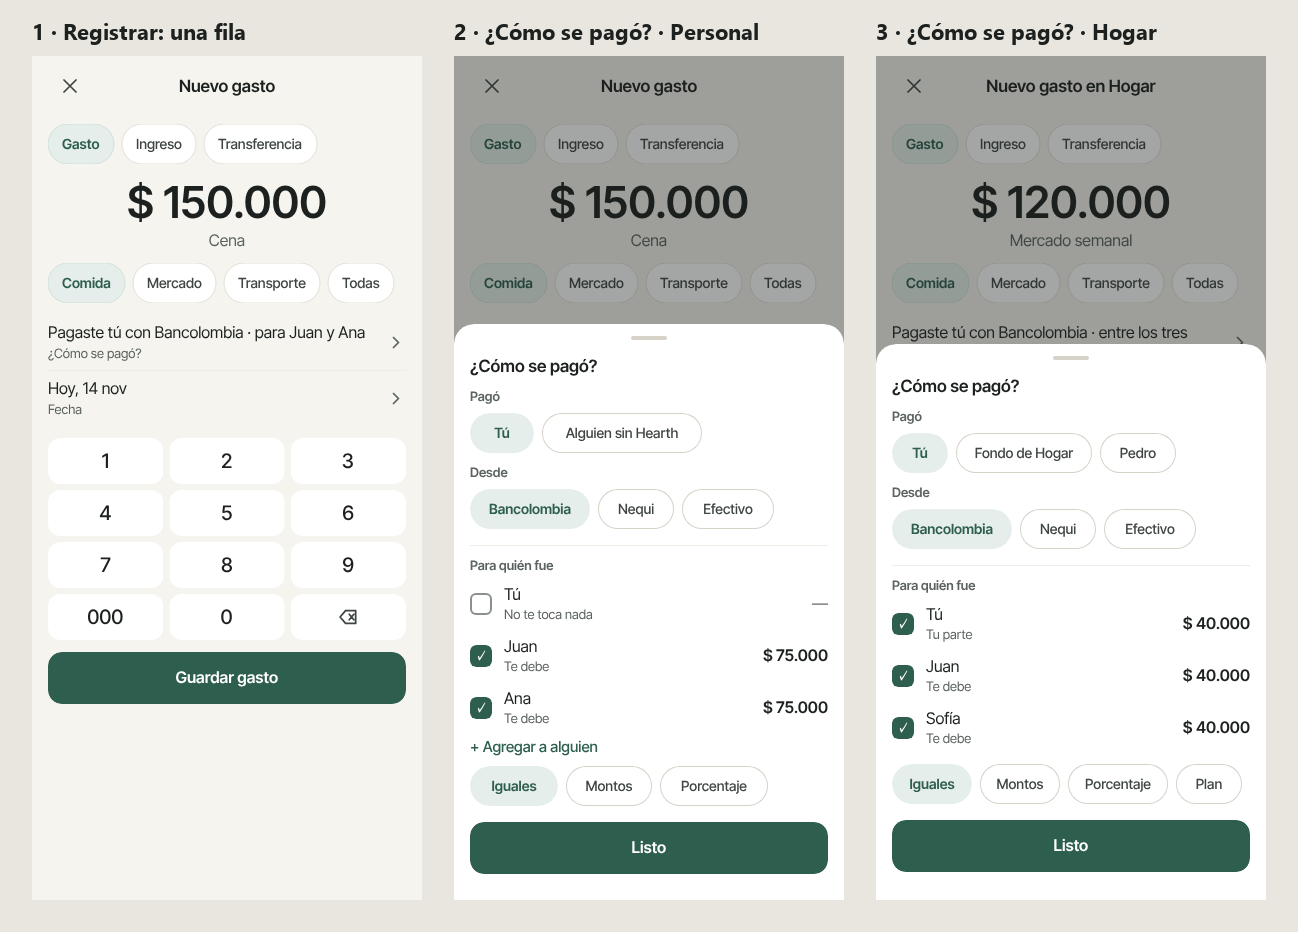 1 · Registrar: una fila
Nuevo gasto
Gasto
Ingreso
Transferencia
$ 150.000
Cena
Comida
Mercado
Transporte
Todas
Pagaste tú con Bancolombia · para Juan y Ana
¿Cómo se pagó?
Hoy, 14 nov
Fecha
1
2
3
4
5
6
7
8
9
000
0
Guardar gasto
2 · ¿Cómo se pagó? · Personal
Nuevo gasto
Gasto
Ingreso
Transferencia
$ 150.000
Cena
Comida
Mercado
Transporte
Todas
¿Cómo se pagó?
Pagó
Tú
Alguien sin Hearth
Desde
Bancolombia
Nequi
Efectivo
Para quién fue
Tú
No te toca nada
—
Juan
Te debe
$ 75.000
Ana
Te debe
$ 75.000
+ Agregar a alguien
Iguales
Montos
Porcentaje
Listo
3 · ¿Cómo se pagó? · Hogar
Nuevo gasto en Hogar
Gasto
Ingreso
Transferencia
$ 120.000
Mercado semanal
Comida
Mercado
Transporte
Todas
Pagaste tú con Bancolombia · entre los tres
¿Cómo se pagó?
Pagó
Tú
Fondo de Hogar
Pedro
Desde
Bancolombia
Nequi
Efectivo
Para quién fue
Tú
Tu parte
$ 40.000
Juan
Te debe
$ 40.000
Sofía
Te debe
$ 40.000
Iguales
Montos
Porcentaje
Plan
Listo